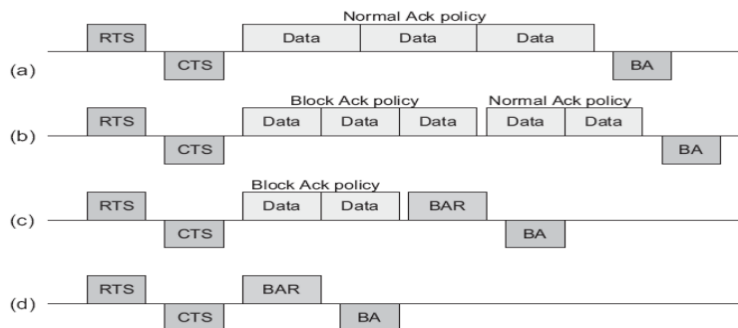 Normal Ack policy
RTS Data Data Data
(a) CTS BA
Block Ack policy Normal Ack policy
RTS Data Data Data Data Data
(b) CTS BA
Block Ack policy
RTS Data Data BAR
(c) CTS BA
RTS BAR
(d) CTS BA